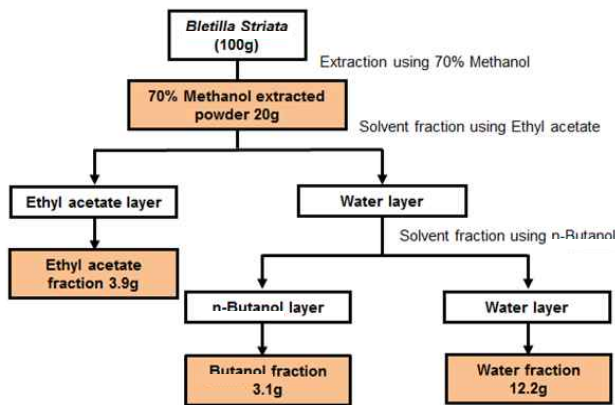 Bletilla Striata
(100g)
Extraction using 70% Methanol
70% Methanol extracted
powder 20g
Solvent fraction using Ethyl acetate
Ethyl acetate layer
Water layer
Solvent fraction using n-Butanol
Ethyl acetate
fraction 3.9g
n-Butanol layer
Water layer
Butanol fraction
3.1g
Water fraction
12.2g